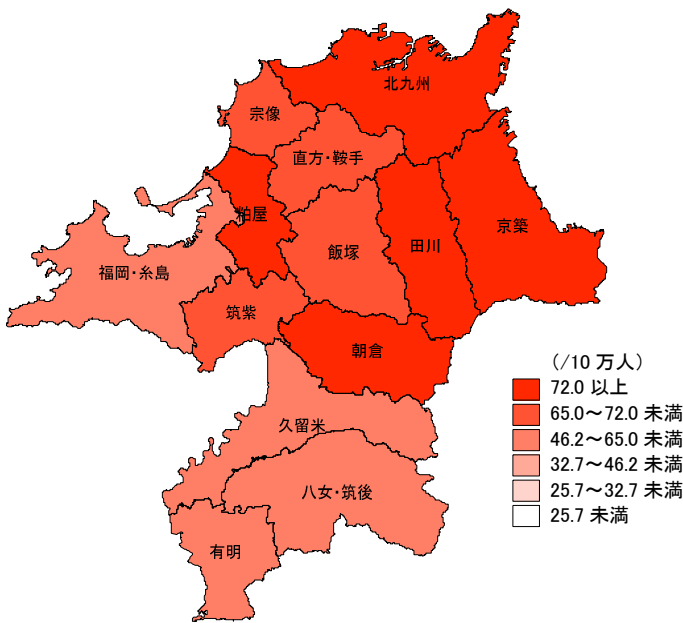 北九州
宗像
直方・鞍手
粕屋
京築
田川
飯塚
福岡・糸島
筑紫
朝倉
久留米
八女・筑後
有明
(/10 万人)
72.0 以上
65.0~72.0 未満
46.2~65.0 未満
32.7~46.2 未満
25.7~32.7 未満
25.7 未満